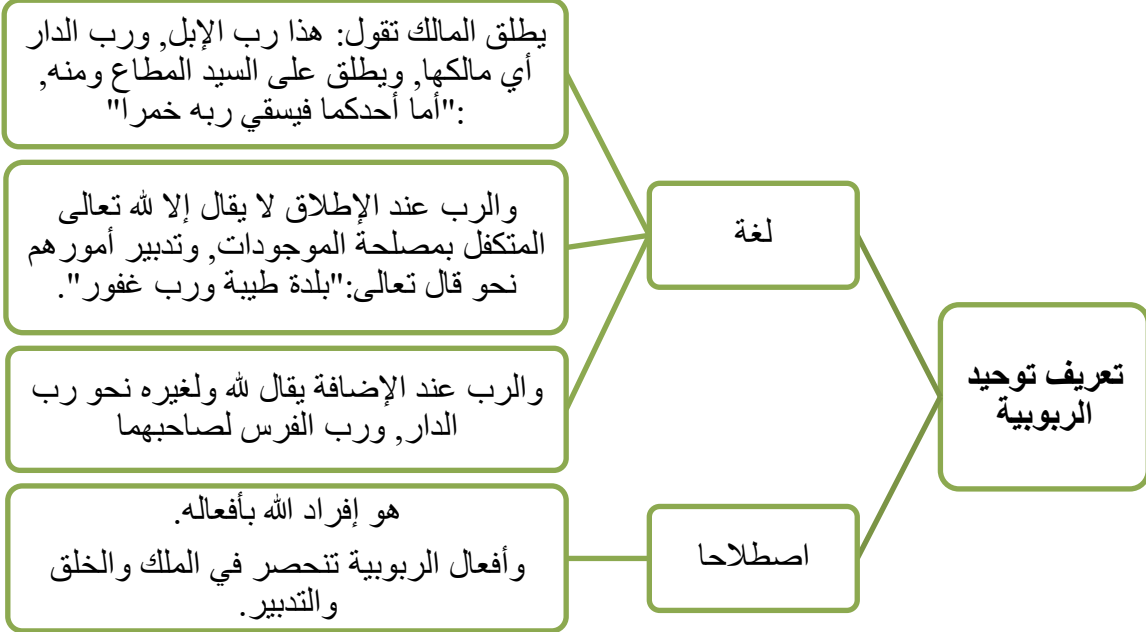 تعريف توحيد
الربوبية
لغة
يطلق المالك تقول: هذا رب الإبل, ورب الدار
أي مالكها, ويطلق على السيد المطاع ومنه,
:"أما أحدكما فيسقي ربه خمرا"
والرب عند الإطلاق لا يقال إلا لله تعالى
المتكفل بمصلحة الموجودات, وتدبير أمورهم
نحو قال تعالى:"بلدة طيبة ورب غفور".
والرب عند الإضافة يقال لله ولغيره نحو رب
الدار, ورب الفرس لصاحبهما
اصطلاحا
هو إفراد الله بأفعاله.
وأفعال الربوبية تنحصر في الملك والخلق
والتدبير.